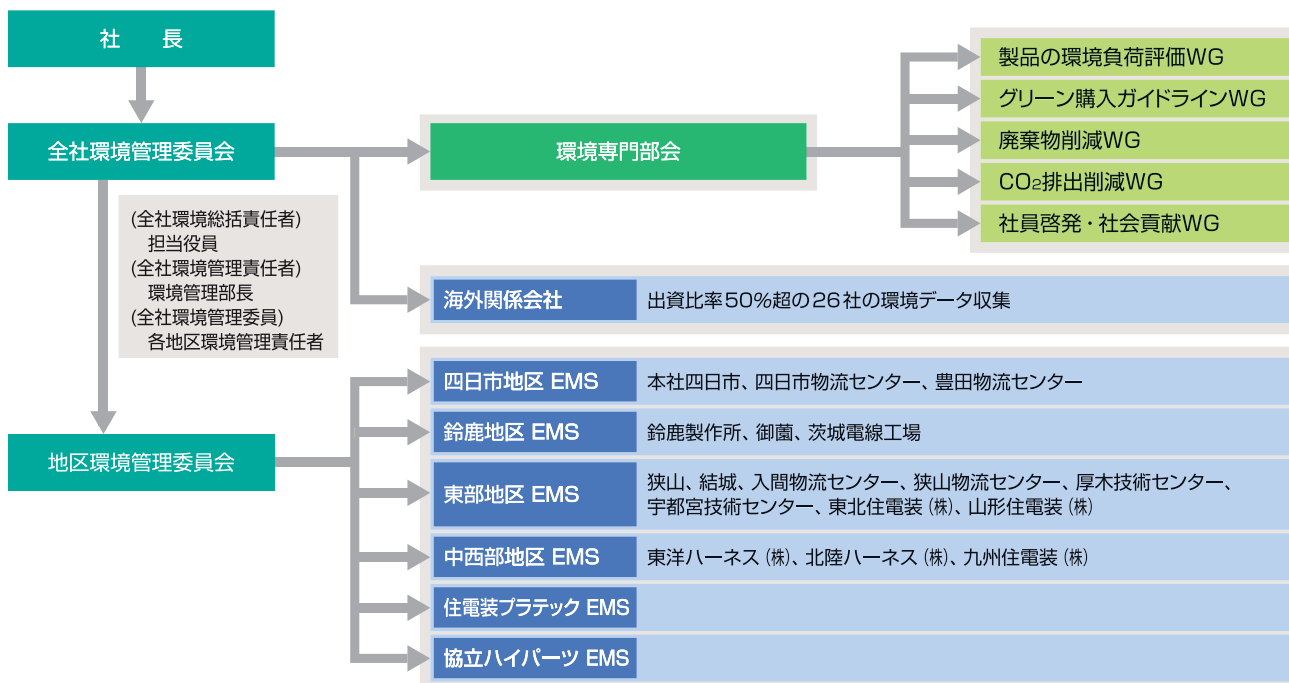 社　長
全社環境管理委員会
(全社環境総括責任者)
担当役員
(全社環境管理責任者)
環境管理部長
(全社環境管理委員)
各地区環境管理責任者
地区環境管理委員会
環境専門部会
製品の環境負荷評価WG
グリーン購入ガイドラインWG
廃棄物削減WG
CO₂排出削減WG
社員啓発・社会貢献WG
海外関係会社
出資比率50%超の26社の環境データ収集
四日市地区 EMS
本社四日市、四日市物流センター、豊田物流センター
鈴鹿地区 EMS
鈴鹿製作所、御薗、茨城電線工場
東部地区 EMS
狭山、結城、入間物流センター、狭山物流センター、厚木技術センター、
宇都宮技術センター、東北住電装㈱、山形住電装㈱
中西部地区 EMS
東洋ハーネス㈱、北陸ハーネス㈱、九州住電装㈱
住電装プラテック EMS
協立ハイパーツ EMS